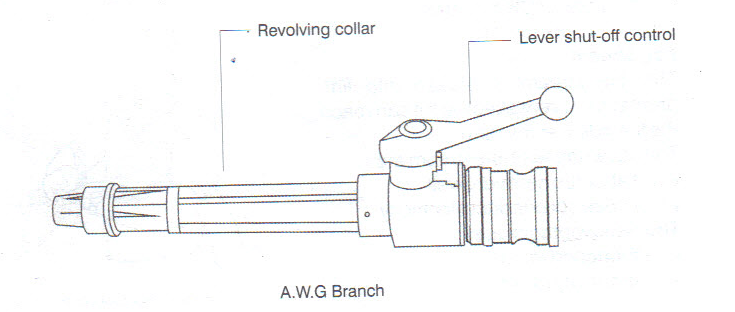 Revolving collar
Lever shut-off control
A.W.G Branch